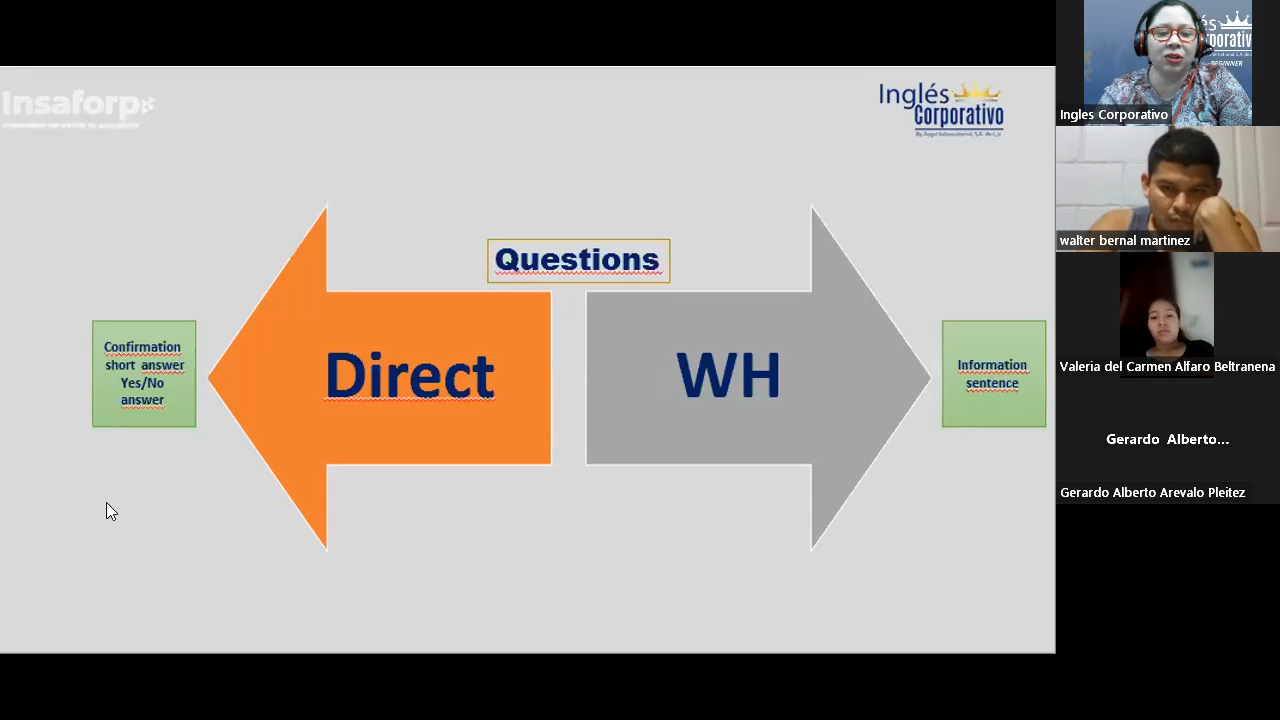 Insaforp
Inglés
Corporativo
Questions
Direct
WH
Confirmation
short answer
Yes/No
answer
Information
sentence
Ingles Corporativo
walter bernal martinez
Valeria del Carmen Alfaro Beltranena
Gerardo Alberto...
Gerardo Alberto Arevalo Pleitez
BEGINNER